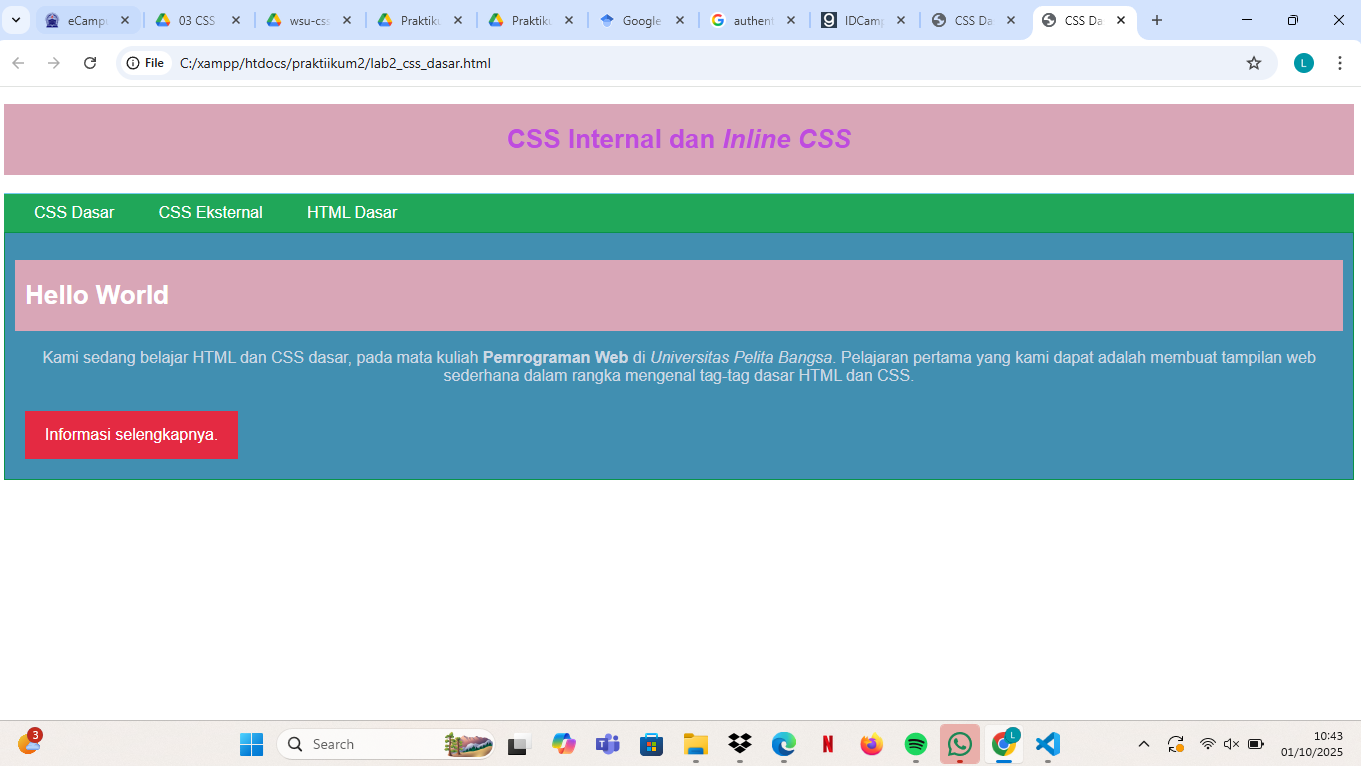 eCampu
03 CSS
wsu-css
Praktiku
Praktiku
Google
authent
IDCamp
CSS Da
CSS Da
File
C:/xampp/htdocs/praktiikum2/lab2_css_dasar.html
L
CSS Internal dan Inline CSS
CSS Dasar
CSS Eksternal
HTML Dasar
Hello World
Kami sedang belajar HTML dan CSS dasar, pada mata kuliah Pemrograman Web di Universitas Pelita Bangsa. Pelajaran pertama yang kami dapat adalah membuat tampilan web
sederhana dalam rangka mengenal tag-tag dasar HTML dan CSS.
Informasi selengkapnya.
3
Search
L
10:43
01/10/2025